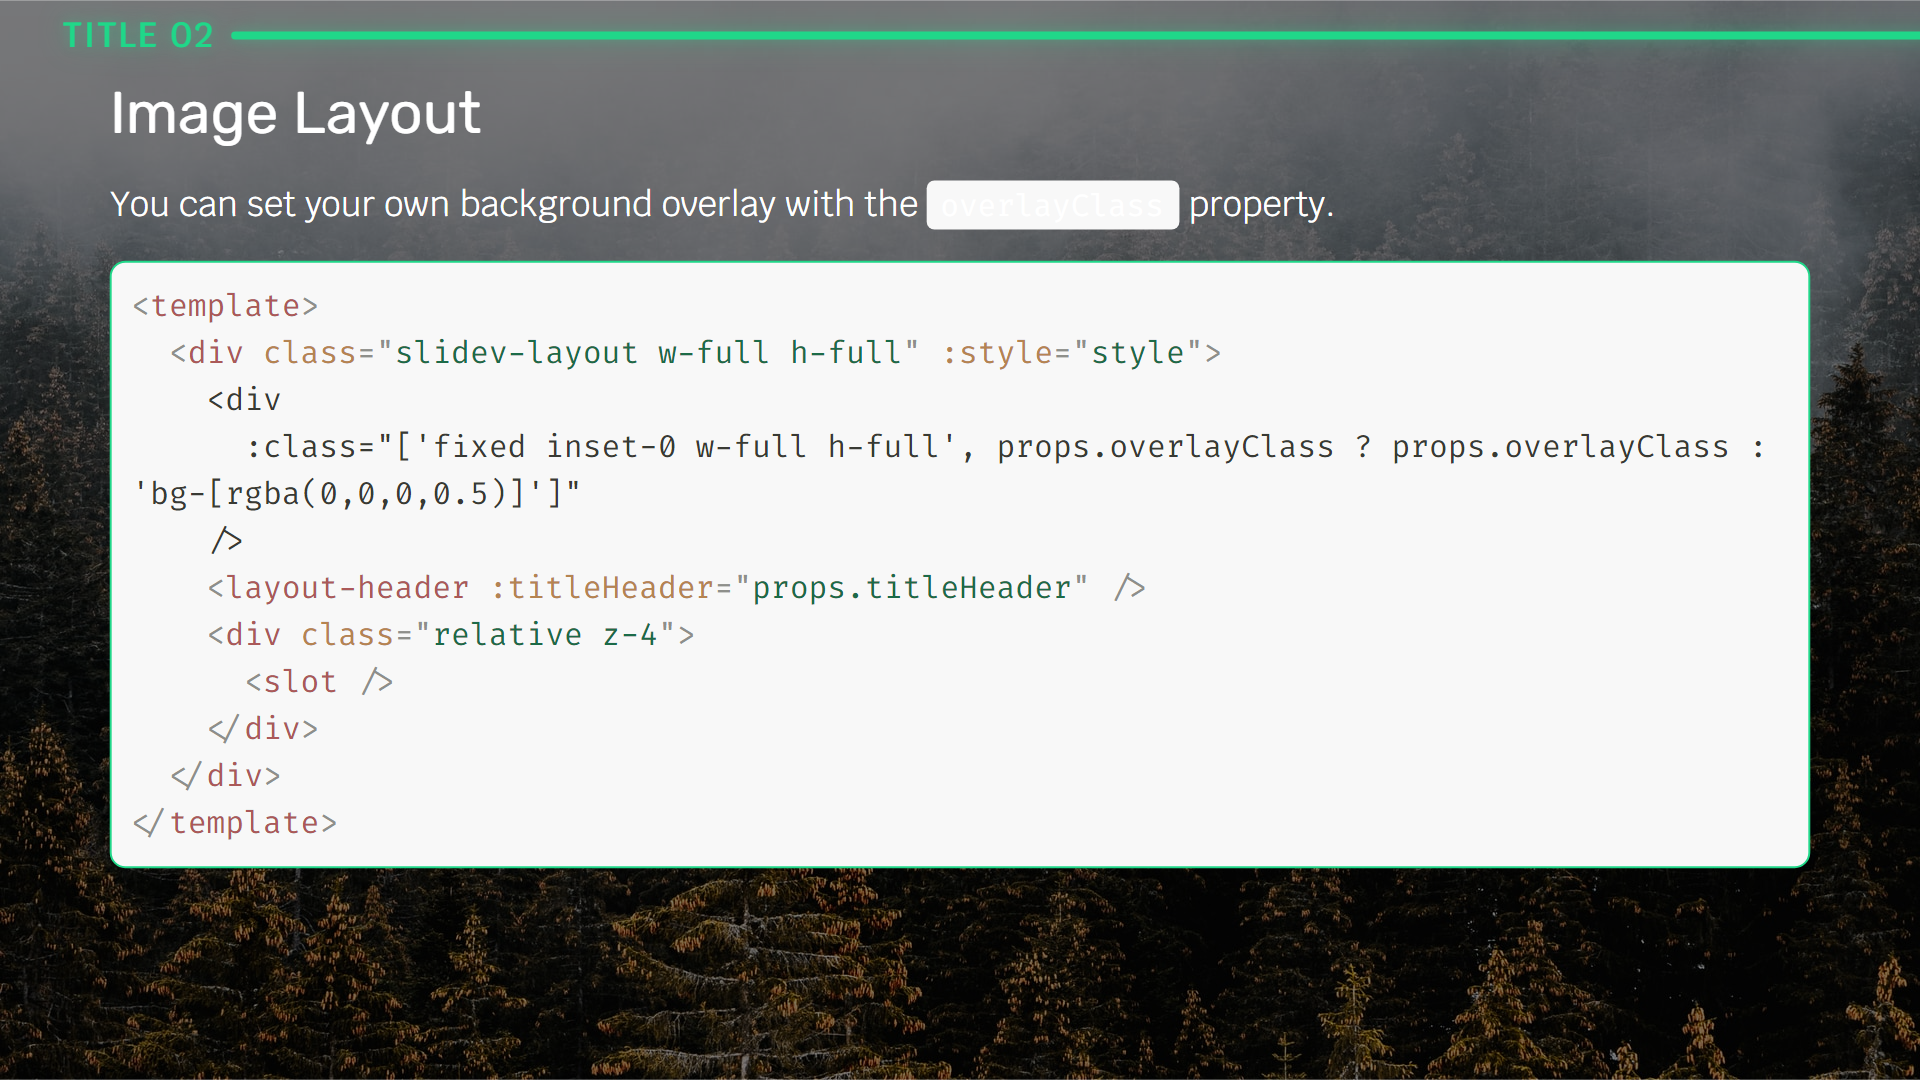 TITLE 02
Image Layout
You can set your own background overlay with the overlayClass property.
<template>
  <div class="slidev-layout w-full h-full" :style="style">
    <div
      :class="['fixed inset-0 w-full h-full', props.overlayClass ? props.overlayClass :
'bg-[rgba(0,0,0,0.5)]']"
    />
    <layout-header :titleHeader="props.titleHeader" />
    <div class="relative z-4">
      <slot />
    </div>
  </div>
</template>